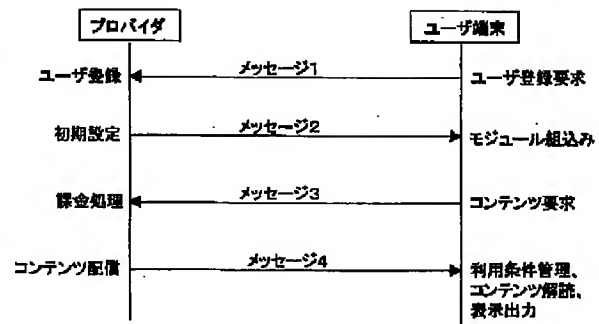 プロバイダ
ユーザ端末
ユーザ登録
メッセージ1
ユーザ登録要求
初期設定
メッセージ2
モジュール組込み
課金処理
メッセージ3
コンテンツ要求
コンテンツ配信
メッセージ4
利用条件管理、
コンテンツ解読、
表示出力